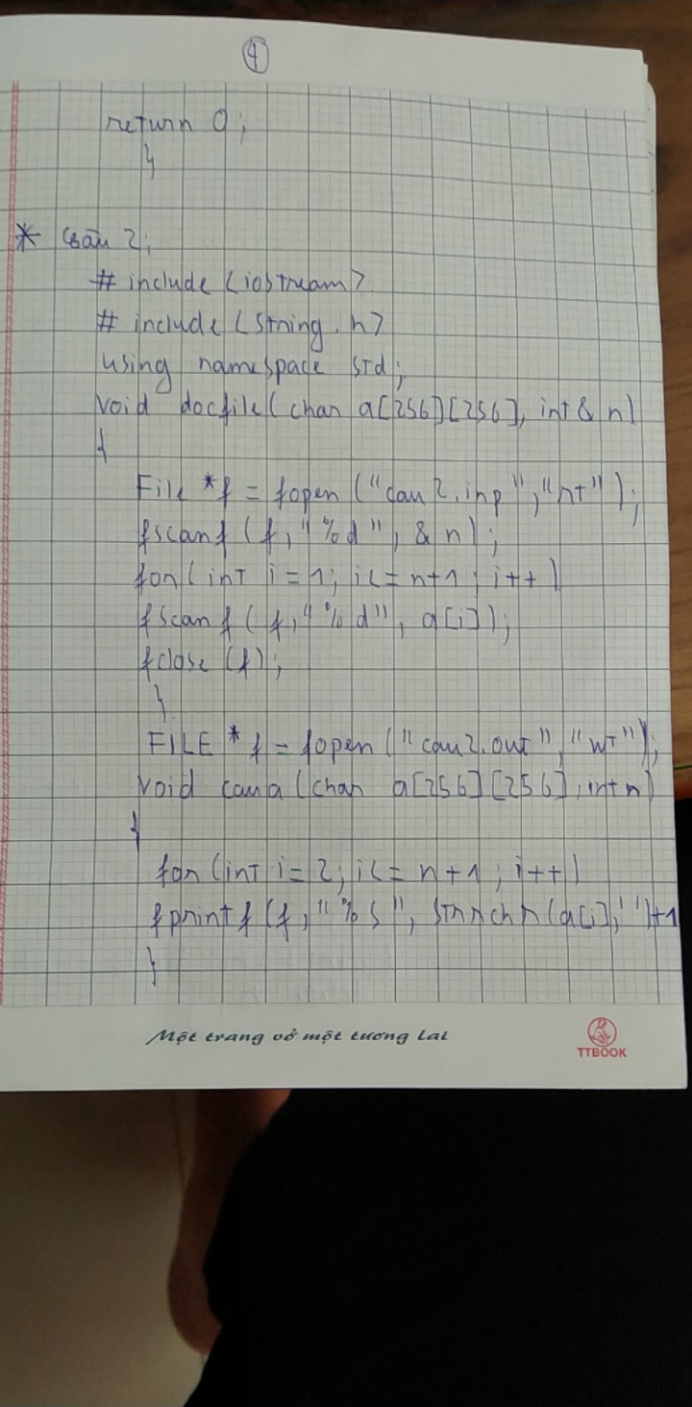 4
return 0;
}
* Câu 2:
# include <iostream>
# include <string.h>
using namespace std;
void docfile(char a[256][256], int & n)
{
File *f = fopen ("cau2.inp","rt");
fscanf (f,"%d", & n);
for(int i=1; i<=n+1; i++)
fscanf (f,"%d", a[i]);
fclose (f);
}
FILE *f = fopen ("cau2.out","wt");
void caua (char a[256][256], int n)
{
for (int i=2; i<= n+1; i++)
fprintf (f,"%s", strrchr(a[i],' ')+1
}
Một trang vở một tương lai
TTBOOK